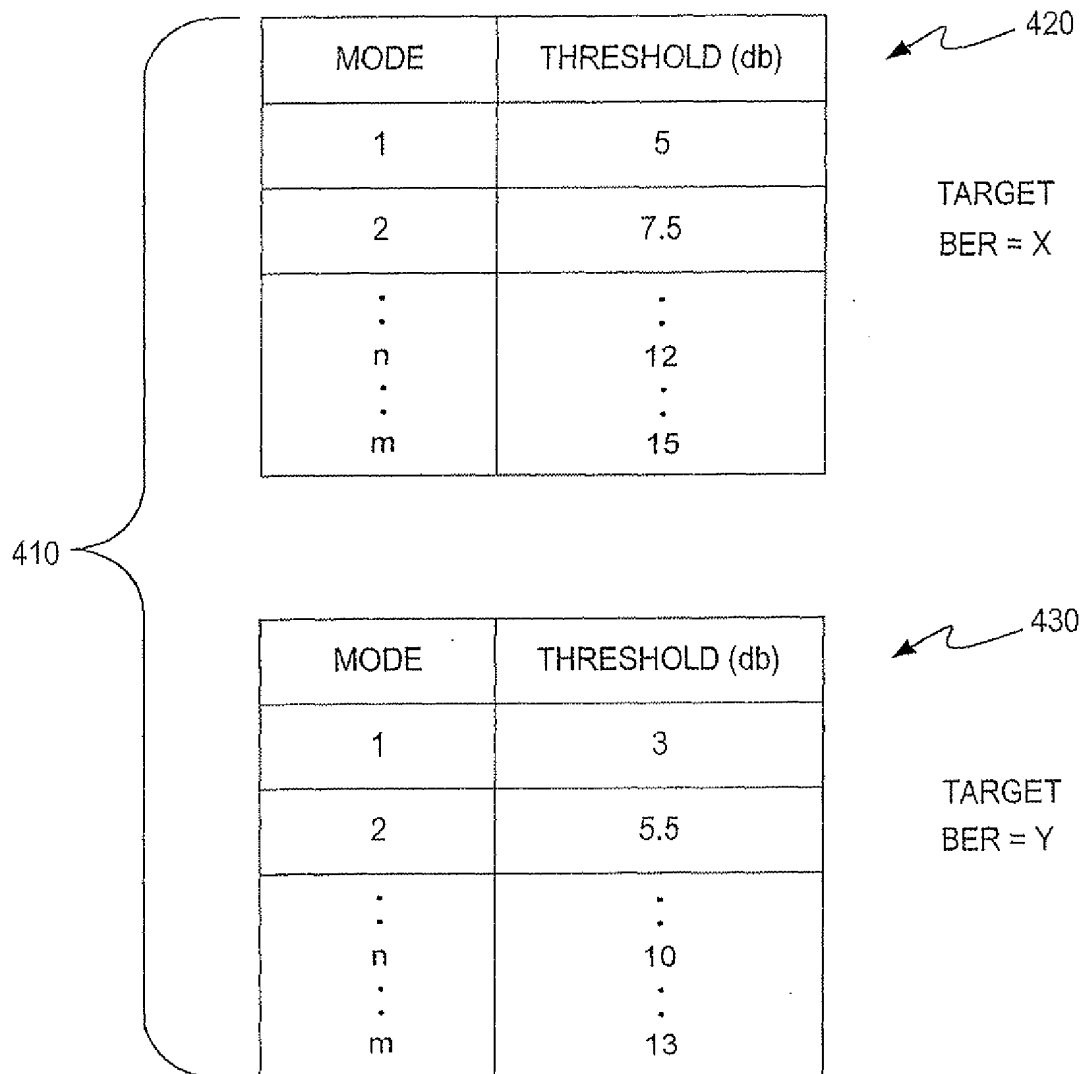 420
MODE THRESHOLD (db)
1 5
2 7.5
n 12
m 15
TARGET
BER = X
410
430
MODE THRESHOLD (db)
1 3
2 5.5
n 10
m 13
TARGET
BER = Y